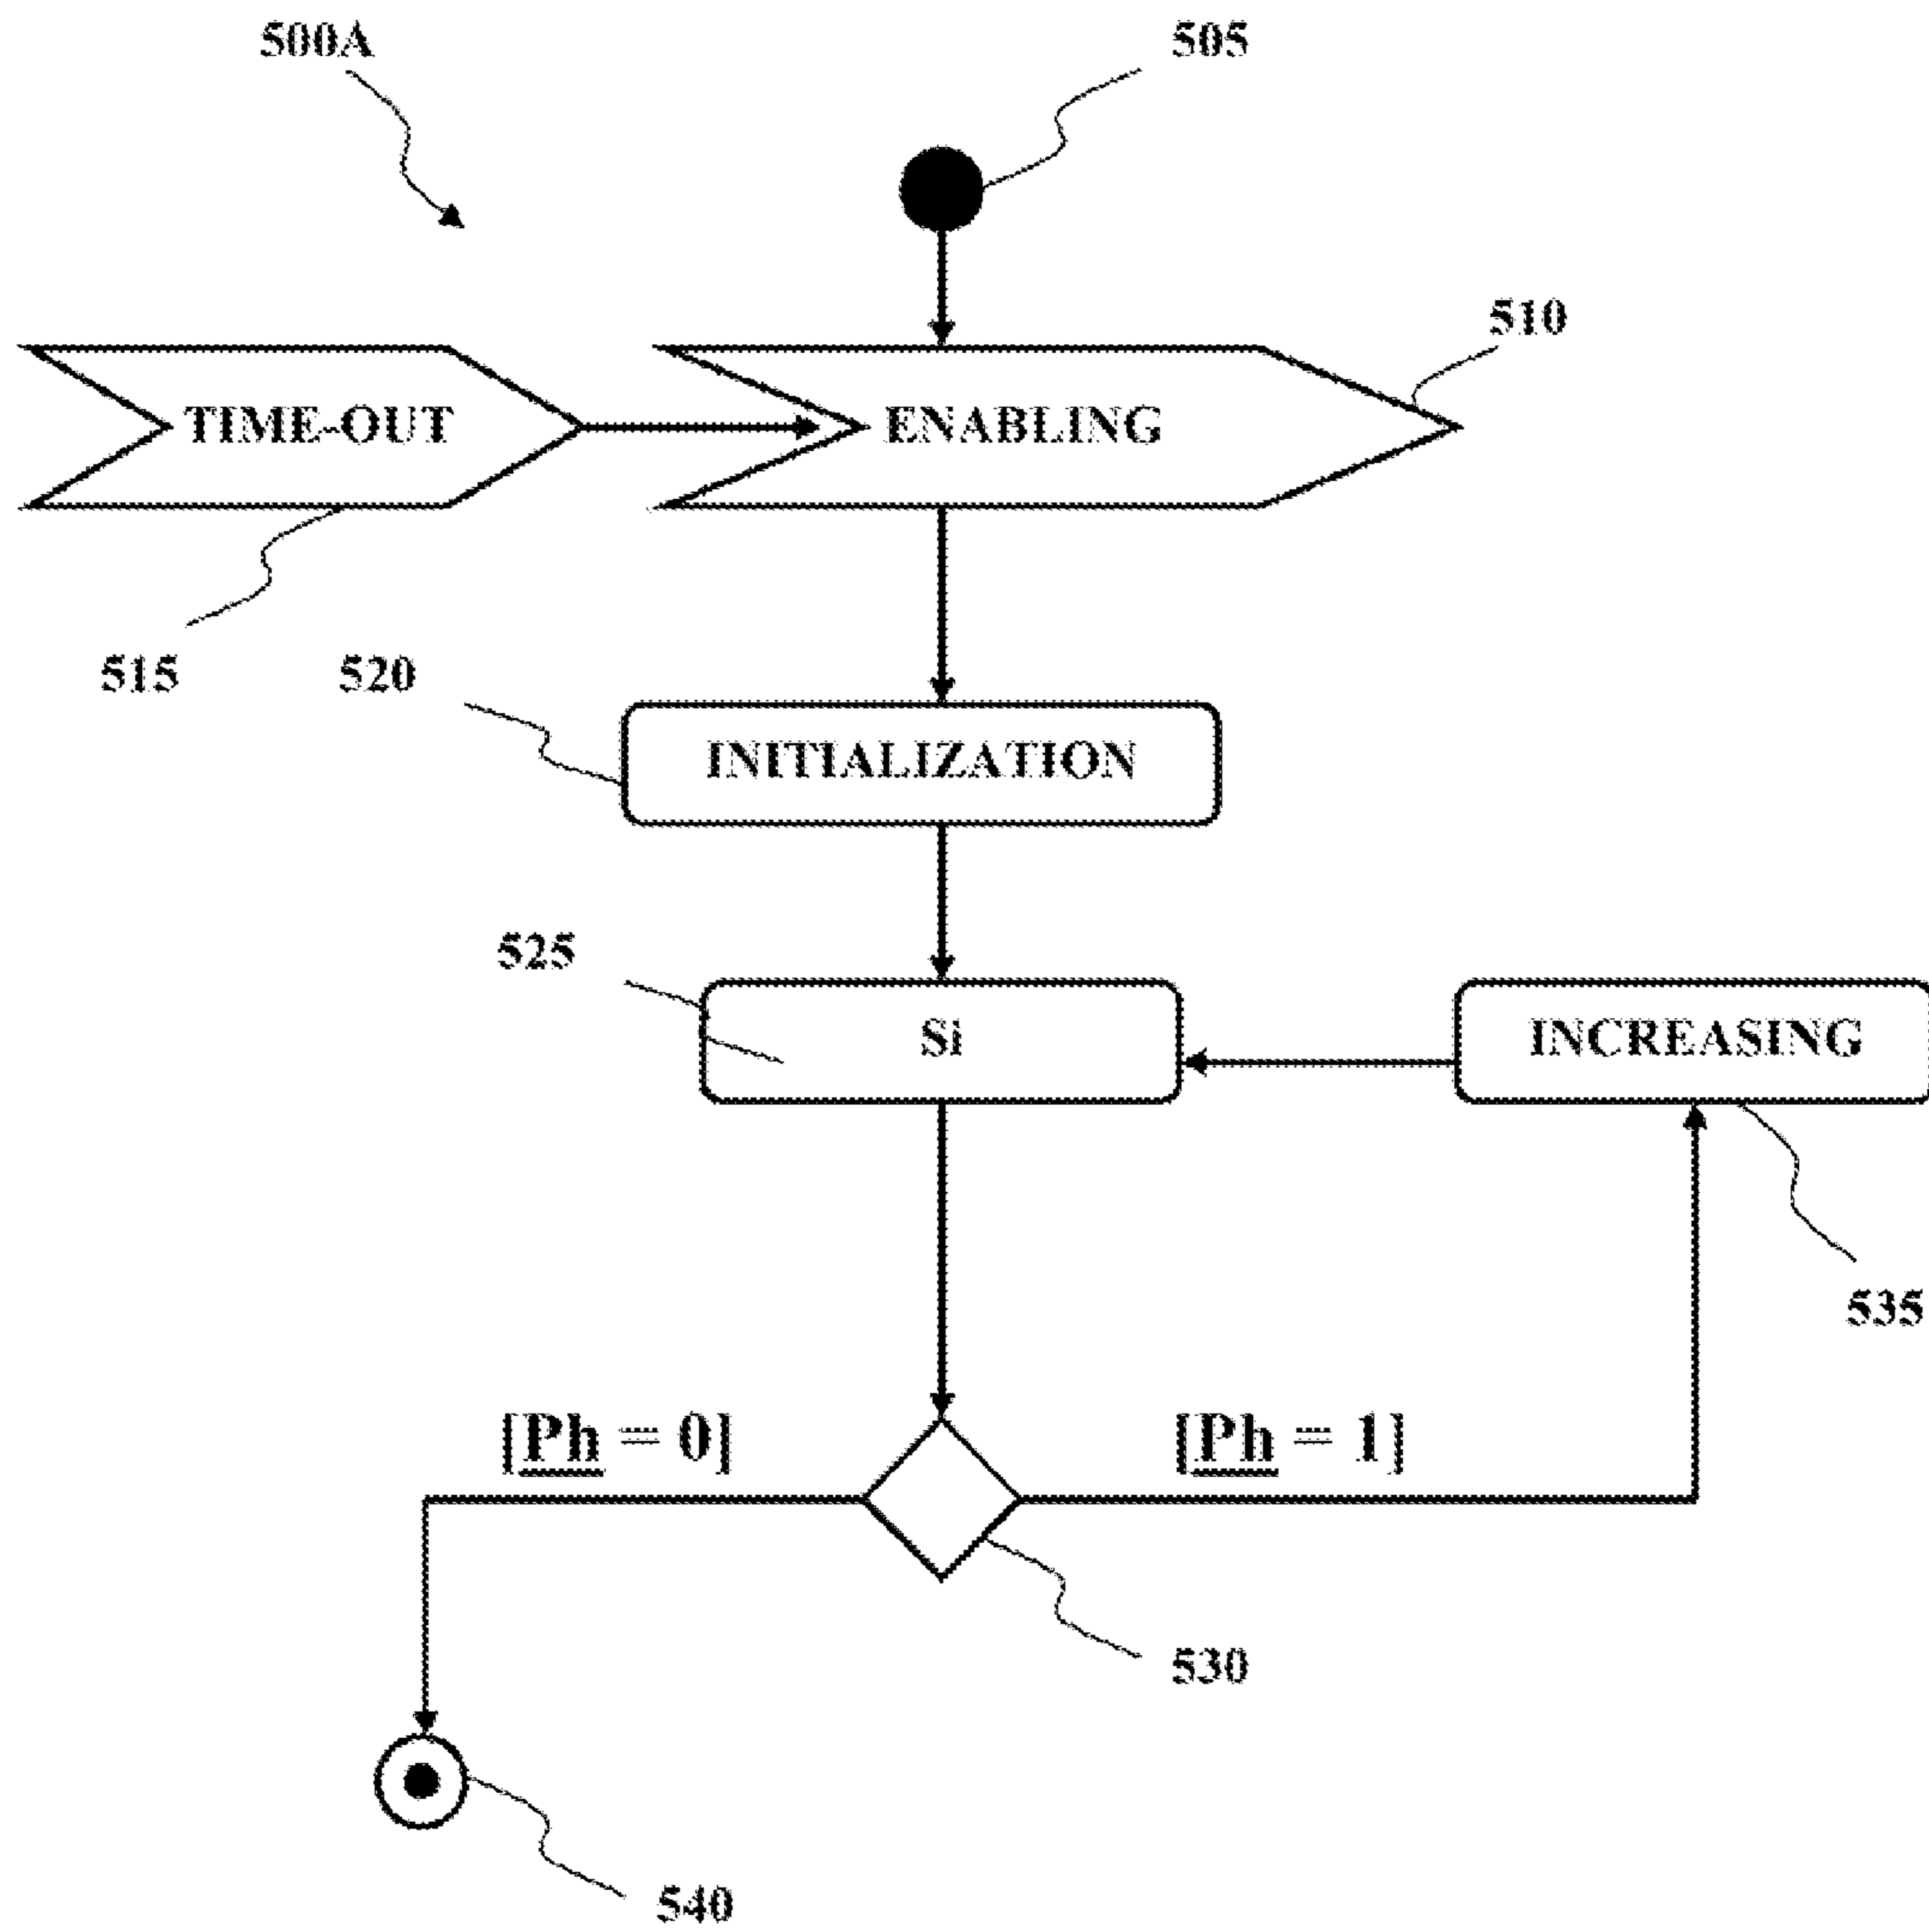 500A
505
510
TIME-OUT
ENABLING
515
520
INITIALIZATION
525
Si
INCREASING
535
[Ph = 0]
[Ph = 1]
530
540